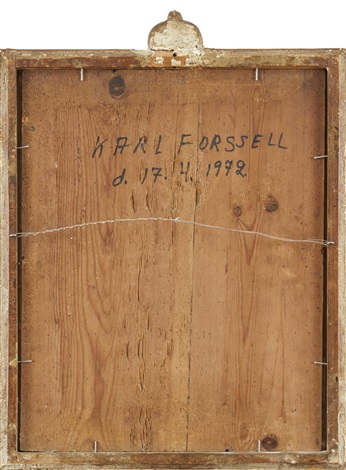 KARL FORSSELL
d. 17. 4. 1972